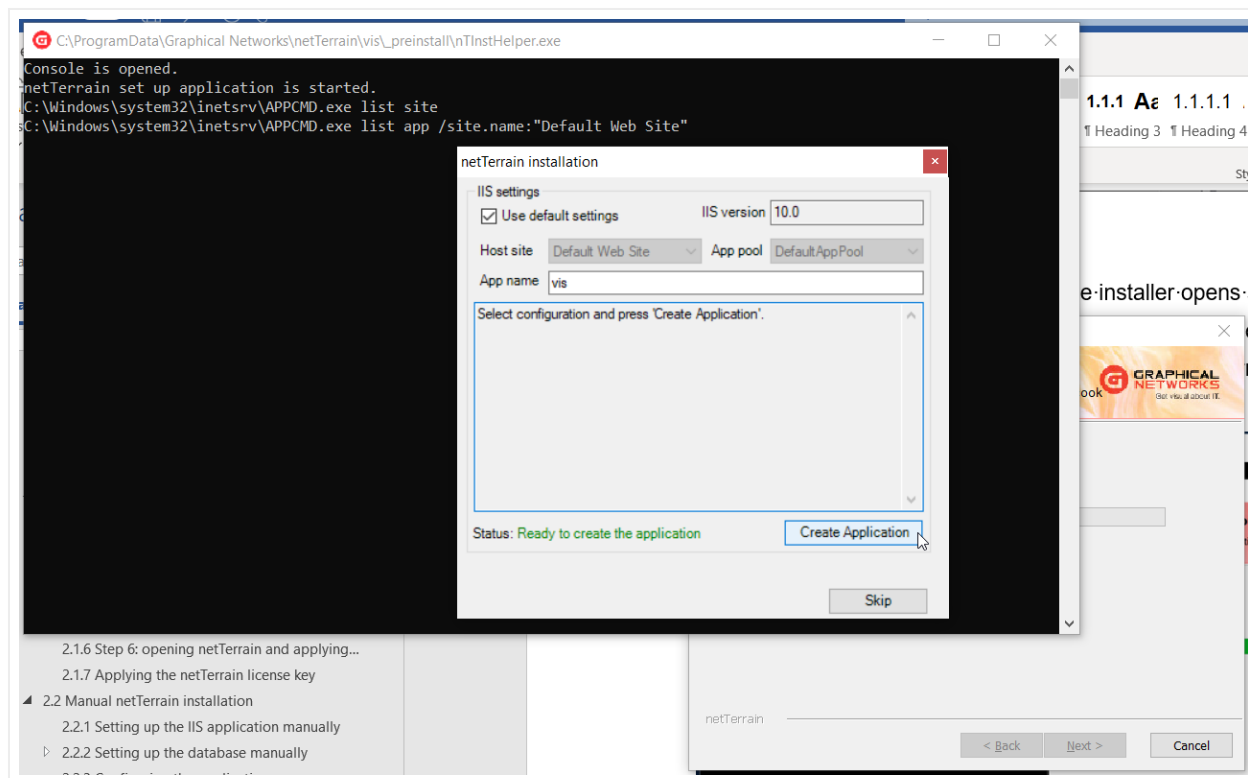 C:\ProgramData\Graphical Networks\netTerrain\vis\_preinstall\nTInstHelper.exe
Console is opened.
netTerrain set up application is started.
C:\Windows\system32\inetsrv\APPCMD.exe list site
C:\Windows\system32\inetsrv\APPCMD.exe list app /site.name:"Default Web Site"
netTerrain installation
IIS settings
Use default settings
IIS version 10.0
Host site Default Web Site App pool DefaultAppPool
App name vis
Select configuration and press 'Create Application'.
Status: Ready to create the application
Create Application
Skip
1.1.1 Aa 1.1.1.1
¶ Heading 3 ¶ Heading 4
e·installer·opens·
ook
GRAPHICAL
NETWORKS
Get visual about IT.
2.1.6 Step 6: opening netTerrain and applying...
2.1.7 Applying the netTerrain license key
2.2 Manual netTerrain installation
2.2.1 Setting up the IIS application manually
2.2.2 Setting up the database manually
netTerrain
< Back Next > Cancel